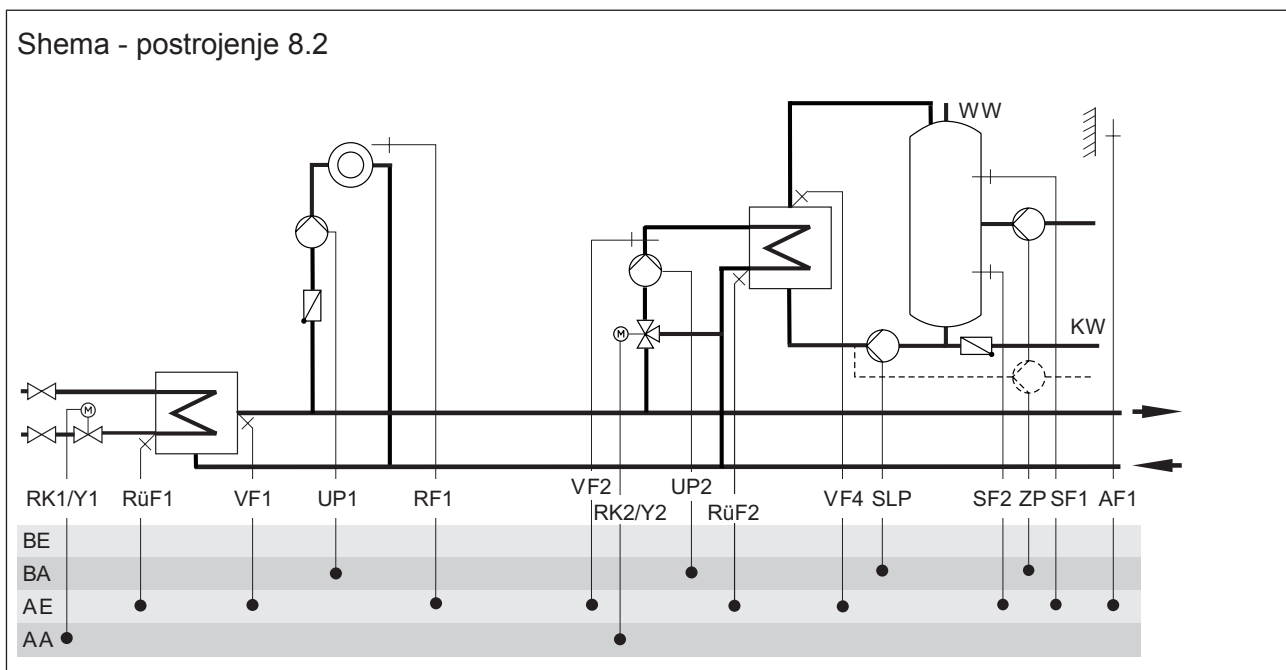 Shema - postrojenje 8.2
WW
KW
M
M
RK1/Y1 RüF1 VF1 UP1 RF1 VF2 RK2/Y2 UP2 RüF2 VF4 SLP SF2 ZP SF1 AF1
BE
BA
AE
AA